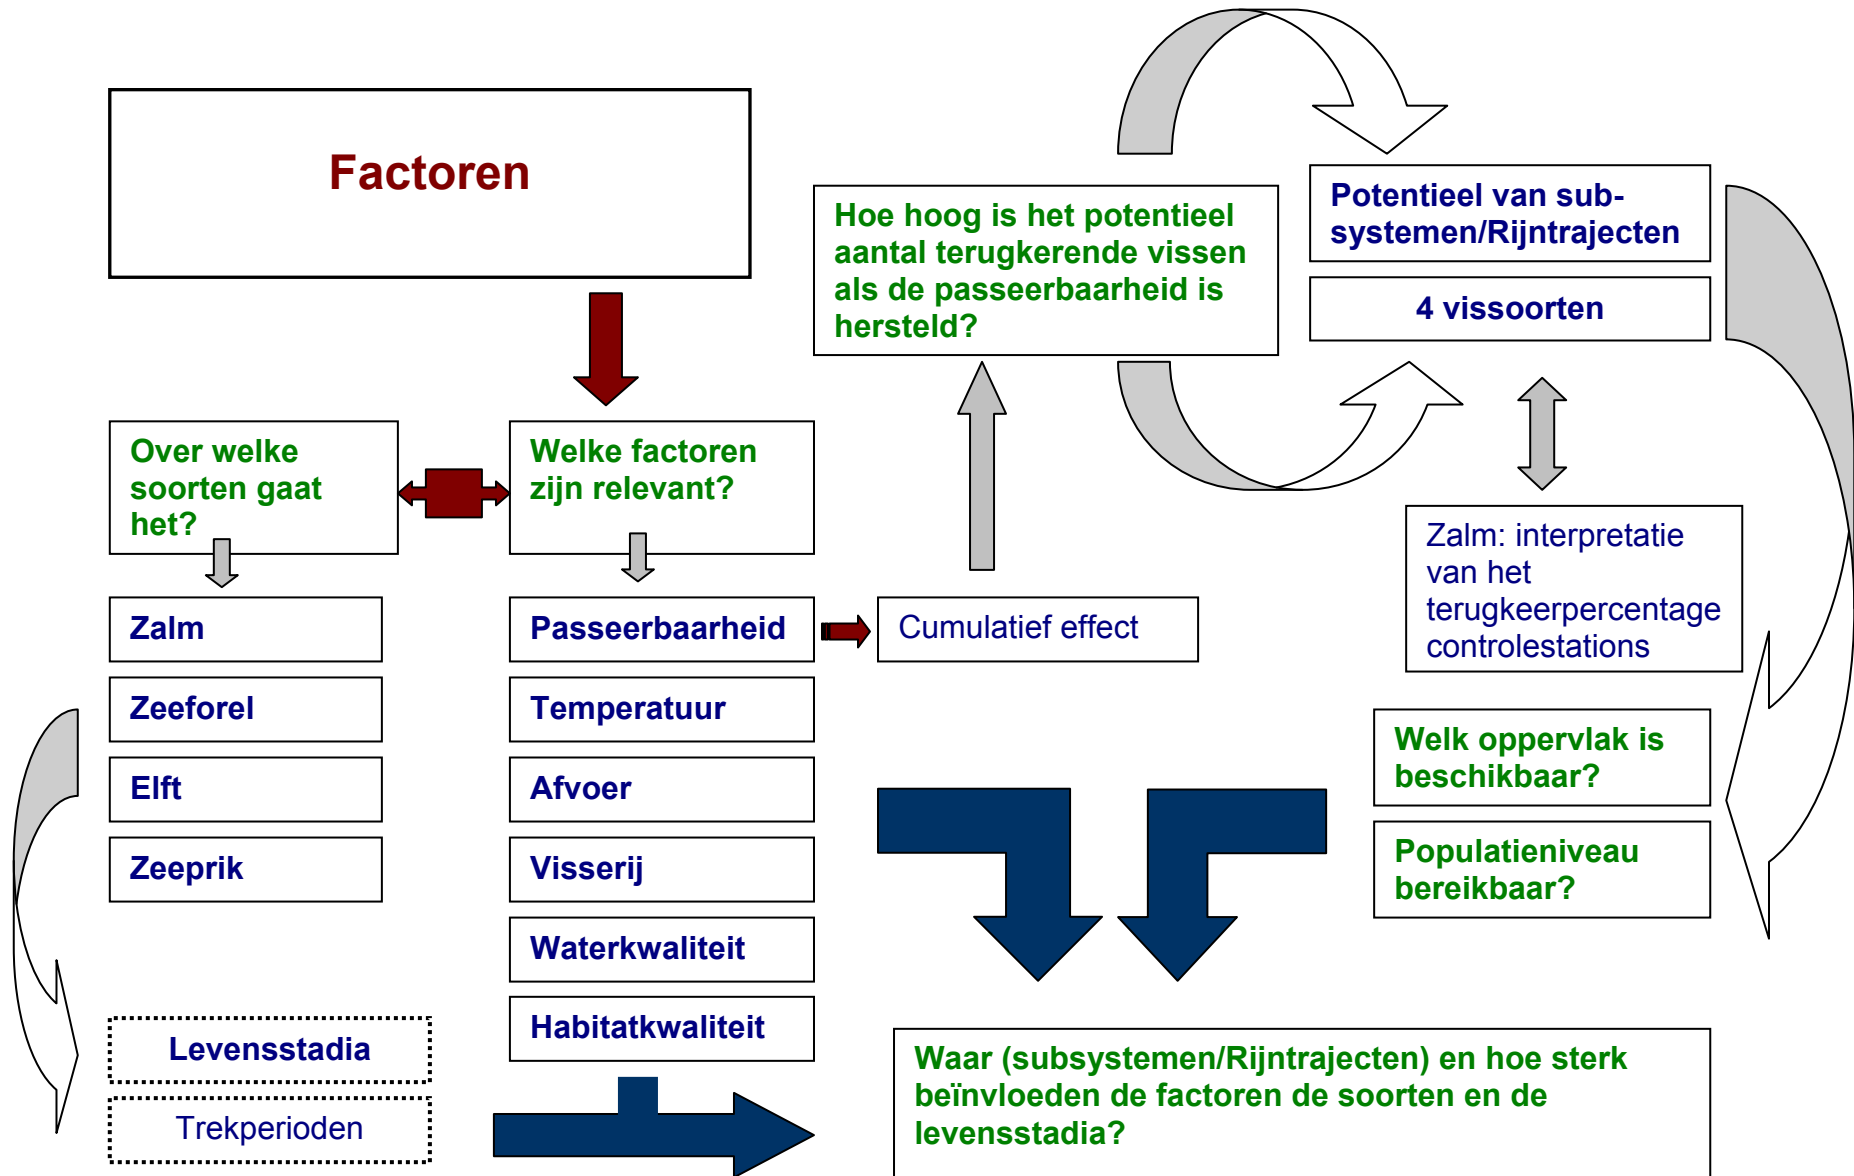 Factoren
Hoe hoog is het potentieel
aantal terugkerende vissen
als de passeerbaarheid is
hersteld?
Potentieel van sub-
systemen/Rijntrajecten
4 vissoorten
Over welke
soorten gaat
het?
Welke factoren
zijn relevant?
Zalm: interpretatie
van het
terugkeerpercentage
controlestations
Zalm
Zeeforel
Elft
Zeeprik
Passeerbaarheid
Temperatuur
Afvoer
Visserij
Waterkwaliteit
Habitatkwaliteit
Cumulatief effect
Welk oppervlak is
beschikbaar?
Populatieniveau
bereikbaar?
Levensstadia
Trekperioden
Waar (subsystemen/Rijntrajecten) en hoe sterk
beïnvloeden de factoren de soorten en de
levensstadia?